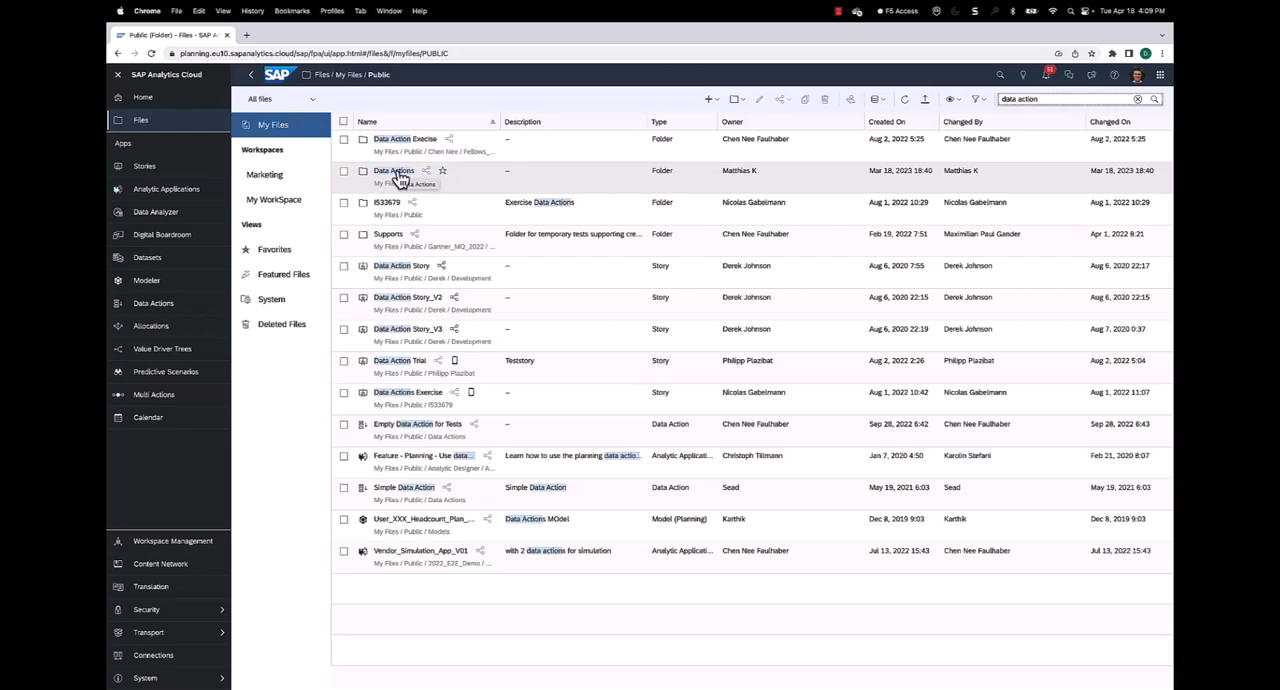 Chrome File Edit View History Bookmarks Profiles Tab Window Help F5 Access Tue Apr 18 4:09 PM
Public (Folder) – Files – SAP A
planning.eu10.sapanalytics.cloud/sap/fpa/ui/app.html#/files&/f/myfiles/PUBLIC
SAP Analytics Cloud SAP Files / My Files / Public 51
Home
Files
Apps
Stories
Analytic Applications
Data Analyzer
Digital Boardroom
Datasets
Modeler
Data Actions
Allocations
Value Driver Trees
Predictive Scenarios
Multi Actions
Calendar
Workspace Management
Content Network
Translation
Security
Transport
Connections
System
All files data action
My Files
Workspaces
Marketing
My WorkSpace
Views
Favorites
Featured Files
System
Deleted Files
Name Description Type Owner Created On Changed By Changed On
Data Action Execise – Folder Chen Nee Faulhaber Aug 2, 2022 5:25 Chen Nee Faulhaber Aug 2, 2022 5:25
My Files / Public / Chen Nee / Fellows_...
Data Actions – Folder Matthias K Mar 18, 2023 18:40 Matthias K Mar 18, 2023 18:40
I533679 Exercise Data Actions Folder Nicolas Gabelmann Aug 1, 2022 10:29 Nicolas Gabelmann Aug 1, 2022 10:29
My Files / Public
Supports Folder for temporary tests supporting cre... Folder Chen Nee Faulhaber Feb 19, 2022 7:51 Maximilian Paul Gander Apr 1, 2022 8:21
My Files / Public / Gartner_MQ_2022 / ...
Data Action Story – Story Derek Johnson Aug 6, 2020 7:55 Derek Johnson Aug 6, 2020 22:17
My Files / Public / Derek / Development
Data Action Story_V2 – Story Derek Johnson Aug 6, 2020 22:15 Derek Johnson Aug 6, 2020 22:15
My Files / Public / Derek / Development
Data Action Story_V3 – Story Derek Johnson Aug 6, 2020 22:19 Derek Johnson Aug 7, 2020 0:37
My Files / Public / Derek / Development
Data Action Trial Teststory Story Philipp Plazibat Aug 2, 2022 2:26 Philipp Plazibat Aug 2, 2022 5:04
My Files / Public / Philipp Plazibat
Data Actions Exercise Story Nicolas Gabelmann Aug 1, 2022 10:42 Nicolas Gabelmann Aug 1, 2022 11:07
My Files / Public / I533679
Empty Data Action for Tests – Data Action Chen Nee Faulhaber Sep 28, 2022 6:42 Chen Nee Faulhaber Sep 28, 2022 6:43
My Files / Public / Data Actions
Feature - Planning - Use data... Learn how to use the planning data actio... Analytic Applicati... Christoph Tillmann Jan 7, 2020 4:50 Karolin Stefani Feb 21, 2020 8:07
My Files / Public / Analytic Designer / A...
Simple Data Action Simple Data Action Data Action Sead May 19, 2021 6:03 Sead May 19, 2021 6:03
My Files / Public / Data Actions
User_XXX_Headcount_Plan_... Data Actions MOdel Model (Planning) Karthik Dec 8, 2019 9:03 Karthik Dec 8, 2019 9:03
My Files / Public / Models
Vendor_Simulation_App_V01 with 2 data actions for simulation Analytic Applicati... Chen Nee Faulhaber Jul 13, 2022 15:43 Chen Nee Faulhaber Jul 13, 2022 15:43
My Files / Public / 2022_E2E_Demo / ...